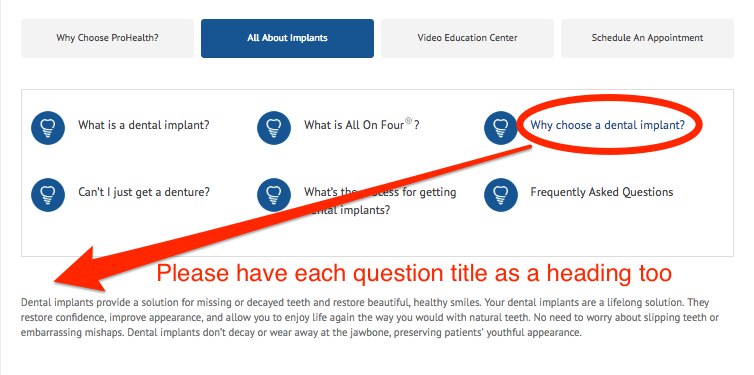 Why Choose ProHealth?
All About Implants
Video Education Center
Schedule An Appointment
What is a dental implant?
What is All On Four®?
Why choose a dental implant?
Can't I just get a denture?
What's the process for getting
dental implants?
Frequently Asked Questions
Please have each question title as a heading too
Dental implants provide a solution for missing or decayed teeth and restore beautiful, healthy smiles. Your dental implants are a lifelong solution. They
restore confidence, improve appearance, and allow you to enjoy life again the way you would with natural teeth. No need to worry about slipping teeth or
embarrassing mishaps. Dental implants don't decay or wear away at the jawbone, preserving patients' youthful appearance.